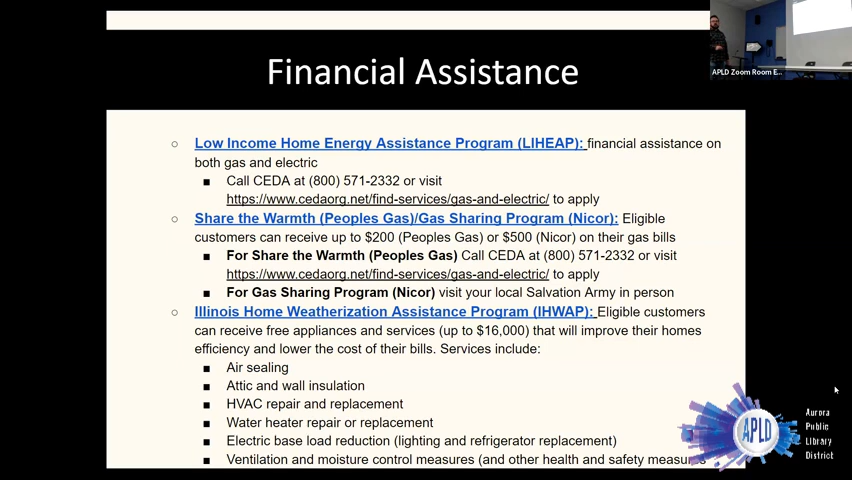 Financial Assistance
APLD Zoom Room E...
○ Low Income Home Energy Assistance Program (LIHEAP): financial assistance on
both gas and electric
■ Call CEDA at (800) 571-2332 or visit
https://www.cedaorg.net/find-services/gas-and-electric/ to apply
○ Share the Warmth (Peoples Gas)/Gas Sharing Program (Nicor): Eligible
customers can receive up to $200 (Peoples Gas) or $500 (Nicor) on their gas bills
■ For Share the Warmth (Peoples Gas) Call CEDA at (800) 571-2332 or visit
https://www.cedaorg.net/find-services/gas-and-electric/ to apply
■ For Gas Sharing Program (Nicor) visit your local Salvation Army in person
○ Illinois Home Weatherization Assistance Program (IHWAP): Eligible customers
can receive free appliances and services (up to $16,000) that will improve their homes
efficiency and lower the cost of their bills. Services include:
■ Air sealing
■ Attic and wall insulation
■ HVAC repair and replacement
■ Water heater repair or replacement
■ Electric base load reduction (lighting and refrigerator replacement)
■ Ventilation and moisture control measures (and other health and safety measures
APLD
Aurora
Public
Library
District